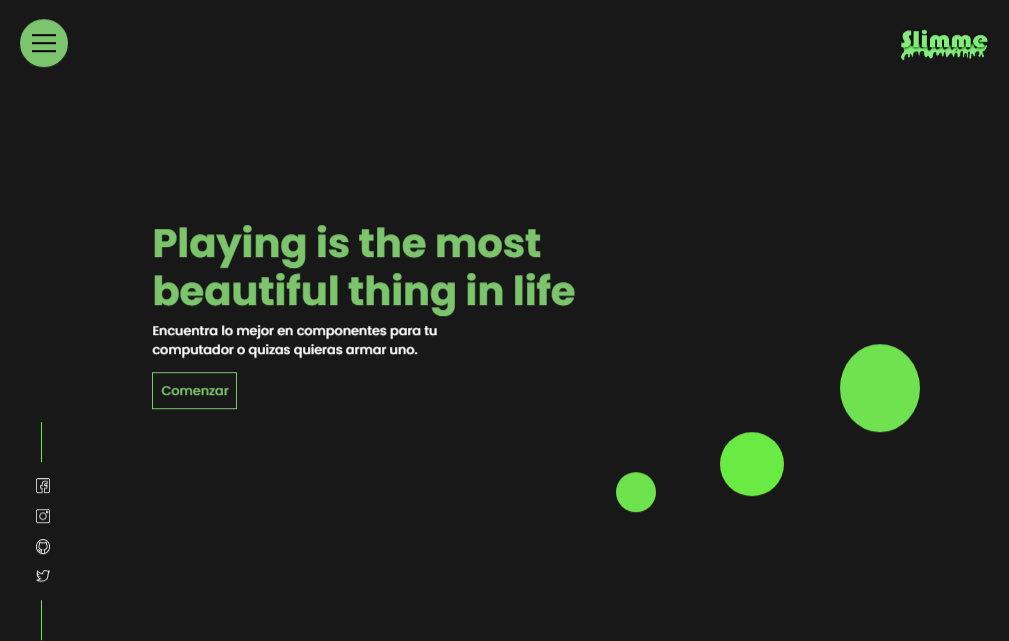 Slimme
Playing is the most
beautiful thing in life
Encuentra lo mejor en componentes para tu
computador o quizas quieras armar uno.
Comenzar